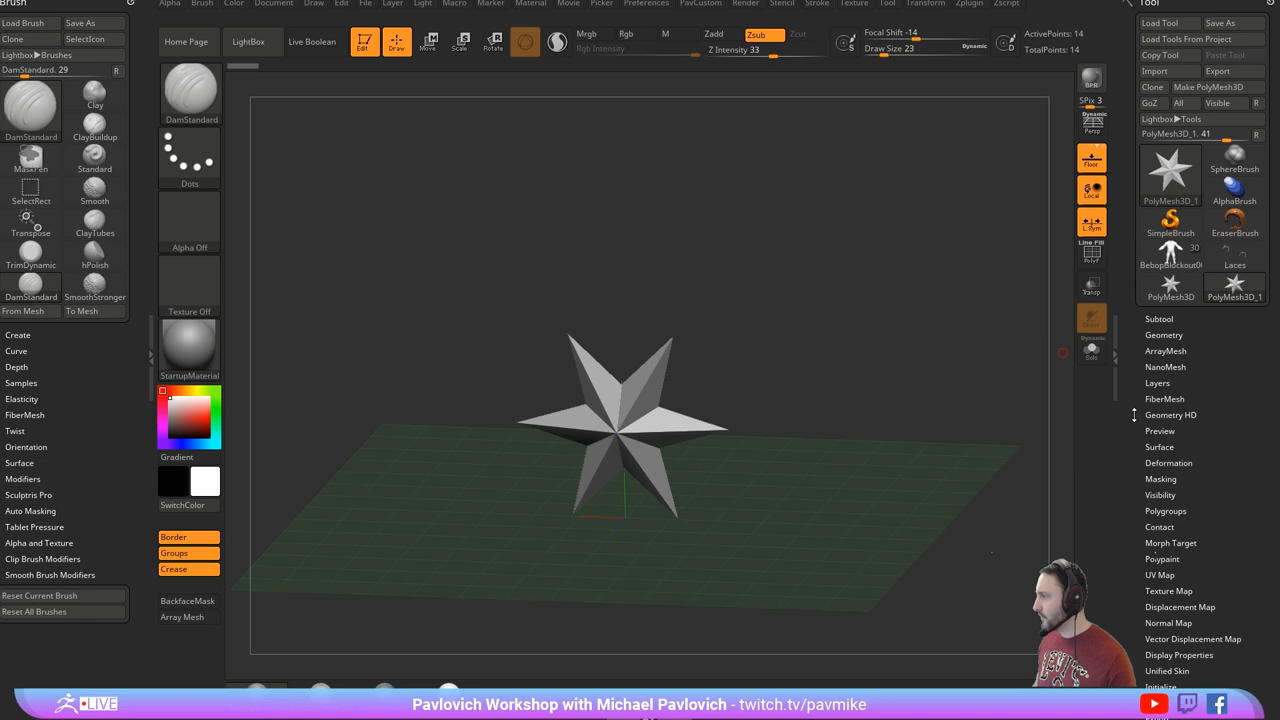 Brush
Alpha Brush Color Document Draw Edit File Layer Light Macro Marker Material Movie Picker Preferences PavCustom Render Stencil Stroke Texture Tool Transform Zplugin Zscript
Tool
Load Brush Save As
Clone SelectIcon
Lightbox▶Brushes
DamStandard. 29 R
DamStandard
Clay
ClayBuildup
MaskPen Standard
SelectRect Smooth
Transpose ClayTubes
TrimDynamic hPolish
DamStandard SmoothStronger
From Mesh To Mesh
Create
Curve
Depth
Samples
Elasticity
FiberMesh
Twist
Orientation
Surface
Modifiers
Sculptris Pro
Auto Masking
Tablet Pressure
Alpha and Texture
Clip Brush Modifiers
Smooth Brush Modifiers
Reset Current Brush
Reset All Brushes
Home Page LightBox Live Boolean
Edit Draw Move Scale Rotate
Mrgb Rgb M Zadd Zsub Zcut
Rgb Intensity Z Intensity 33
S Focal Shift -14
Draw Size 23 Dynamic
D ActivePoints: 14
TotalPoints: 14
DamStandard
Dots
Alpha Off
Texture Off
StartupMaterial
Gradient
SwitchColor
Border
Groups
Crease
BackfaceMask
Array Mesh
BPR
SPix 3
Dynamic
Persp
Floor
Local
L.Sym
Line Fill
PolyF
Transp
Ghost
Dynamic
Solo
Load Tool Save As
Load Tools From Project
Copy Tool Paste Tool
Import Export
Clone Make PolyMesh3D
GoZ All Visible R
Lightbox▶Tools
PolyMesh3D_1. 41 R
PolyMesh3D_1
SphereBrush
AlphaBrush
SimpleBrush EraserBrush
30
Laces
PolyMesh3D PolyMesh3D_1
Subtool
Geometry
ArrayMesh
NanoMesh
Layers
FiberMesh
Geometry HD
Preview
Surface
Deformation
Masking
Visibility
Polygroups
Contact
Morph Target
Polypaint
UV Map
Texture Map
Displacement Map
Normal Map
Vector Displacement Map
Display Properties
Unified Skin
Initialize
LIVE
Pavlovich Workshop with Michael Pavlovich - twitch.tv/pavmike